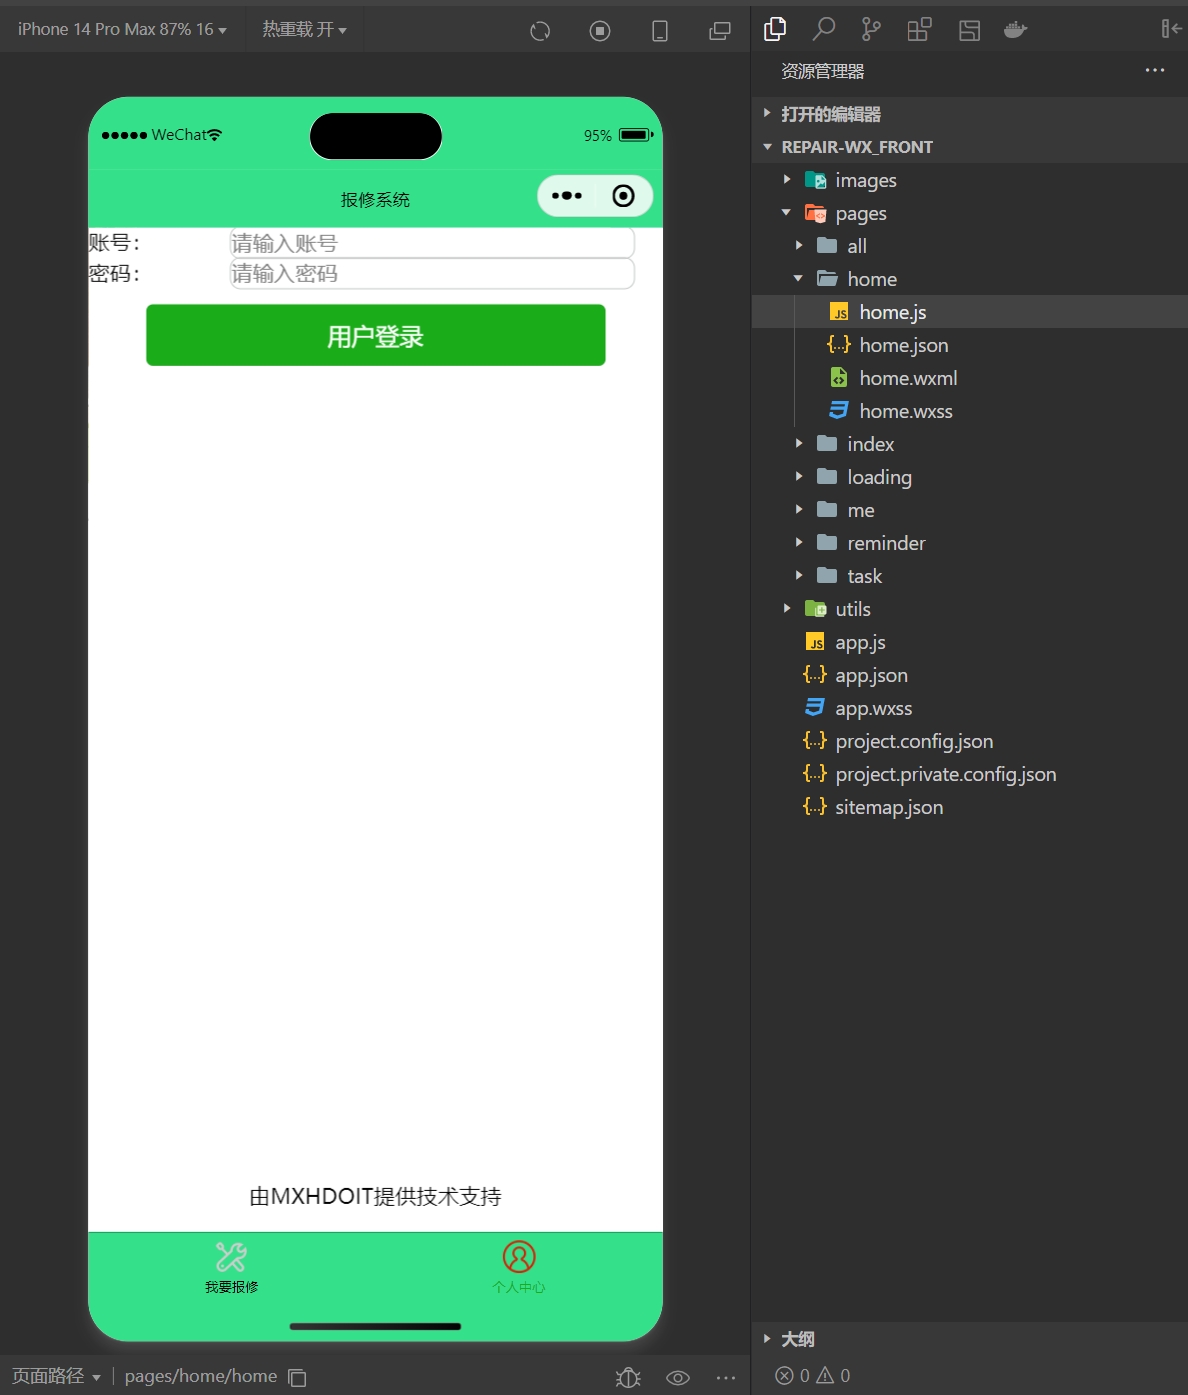 iPhone 14 Pro Max 87% 16
热重载 开
WeChat
95%
报修系统
账号：
请输入账号
密码：
请输入密码
用户登录
由MXHDOIT提供技术支持
我要报修
个人中心
页面路径
pages/home/home
资源管理器
打开的编辑器
REPAIR-WX_FRONT
images
pages
all
home
JS home.js
{...} home.json
home.wxml
home.wxss
index
loading
me
reminder
task
utils
JS app.js
{...} app.json
app.wxss
{...} project.config.json
{...} project.private.config.json
{...} sitemap.json
大纲
0 0